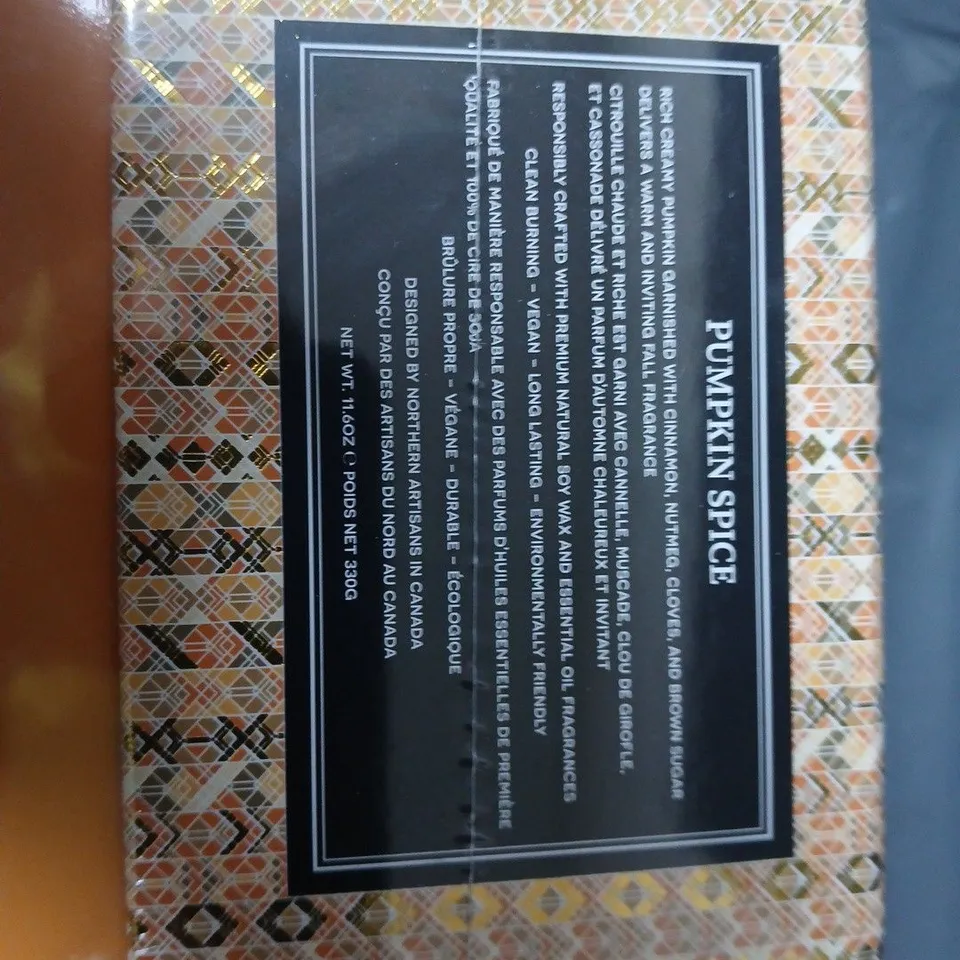 PUMPKIN SPICE
RICH CREAMY PUMPKIN GARNISHED WITH CINNAMON, NUTMEG, CLOVES, AND BROWN SUGAR
DELIVERS A WARM AND INVITING FALL FRAGRANCE
CITROUILLE CHAUDE ET RICHE EST GARNI AVEC CANNELLE, MUSCADE, CLOU DE GIROFLE,
ET CASSONADE DÉLIVRÉ UN PARFUM D'AUTOMNE CHALEUREUX ET INVITANT
RESPONSIBLY CRAFTED WITH PREMIUM NATURAL SOY WAX AND ESSENTIAL OIL FRAGRANCES
CLEAN BURNING - VEGAN - LONG LASTING - ENVIRONMENTALLY FRIENDLY
FABRIQUÉ DE MANIÈRE RESPONSABLE AVEC DES PARFUMS D'HUILES ESSENTIELLES DE PREMIÈRE
QUALITÉ ET 100% DE CIRE DE SOJA
BRÛLURE PROPRE - VÉGANE - DURABLE - ÉCOLOGIQUE
DESIGNED BY NORTHERN ARTISANS IN CANADA
CONÇU PAR DES ARTISANS DU NORD AU CANADA
NET WT. 11.6OZ ℮ POIDS NET 330G